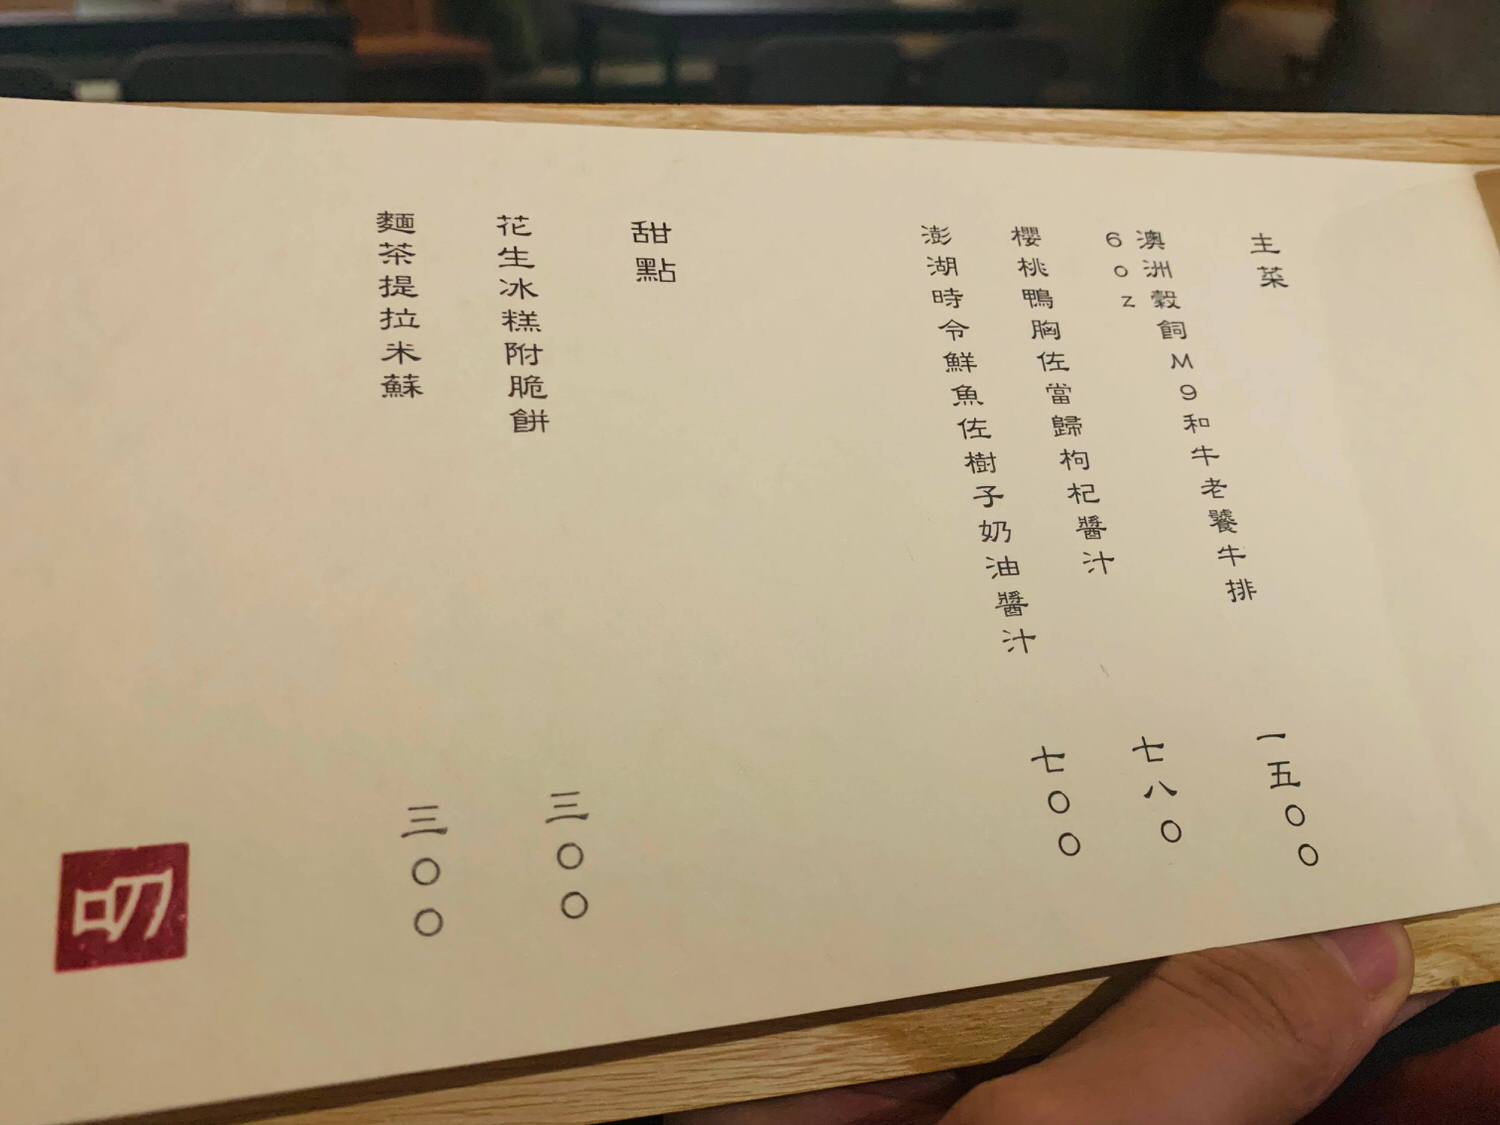 主菜
澳洲穀飼M9和牛老饕牛排
6oz
一五〇〇
櫻桃鴨胸佐當歸枸杞醬汁
七八〇
澎湖時令鮮魚佐樹子奶油醬汁
七〇〇
甜點
花生冰糕附脆餅
三〇〇
麵茶提拉米蘇
三〇〇
叨